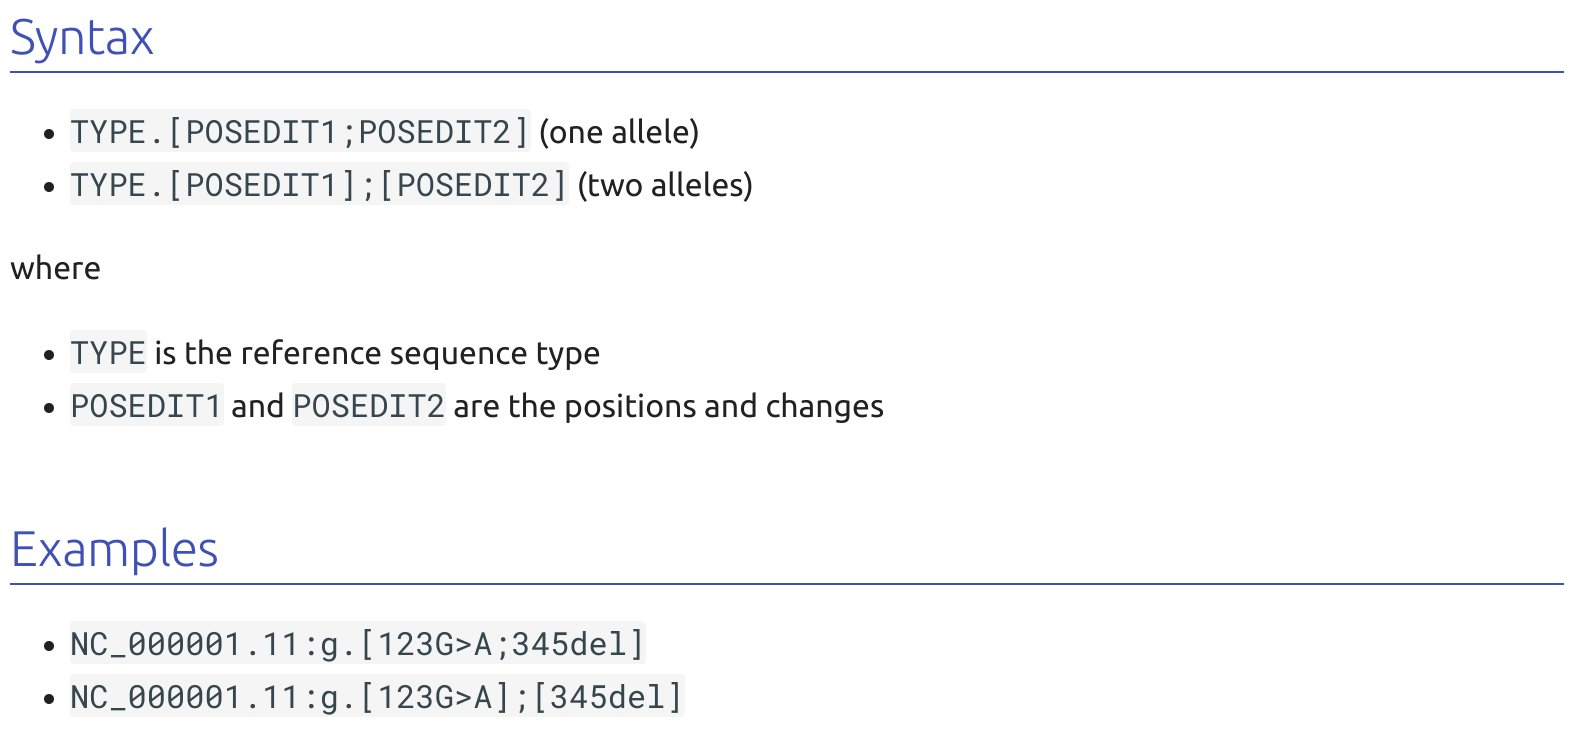 Syntax
TYPE.[POSEDIT1;POSEDIT2] (one allele)
TYPE.[POSEDIT1];[POSEDIT2] (two alleles)
where
TYPE is the reference sequence type
POSEDIT1 and POSEDIT2 are the positions and changes
Examples
NC_000001.11:g.[123G>A;345del]
NC_000001.11:g.[123G>A];[345del]